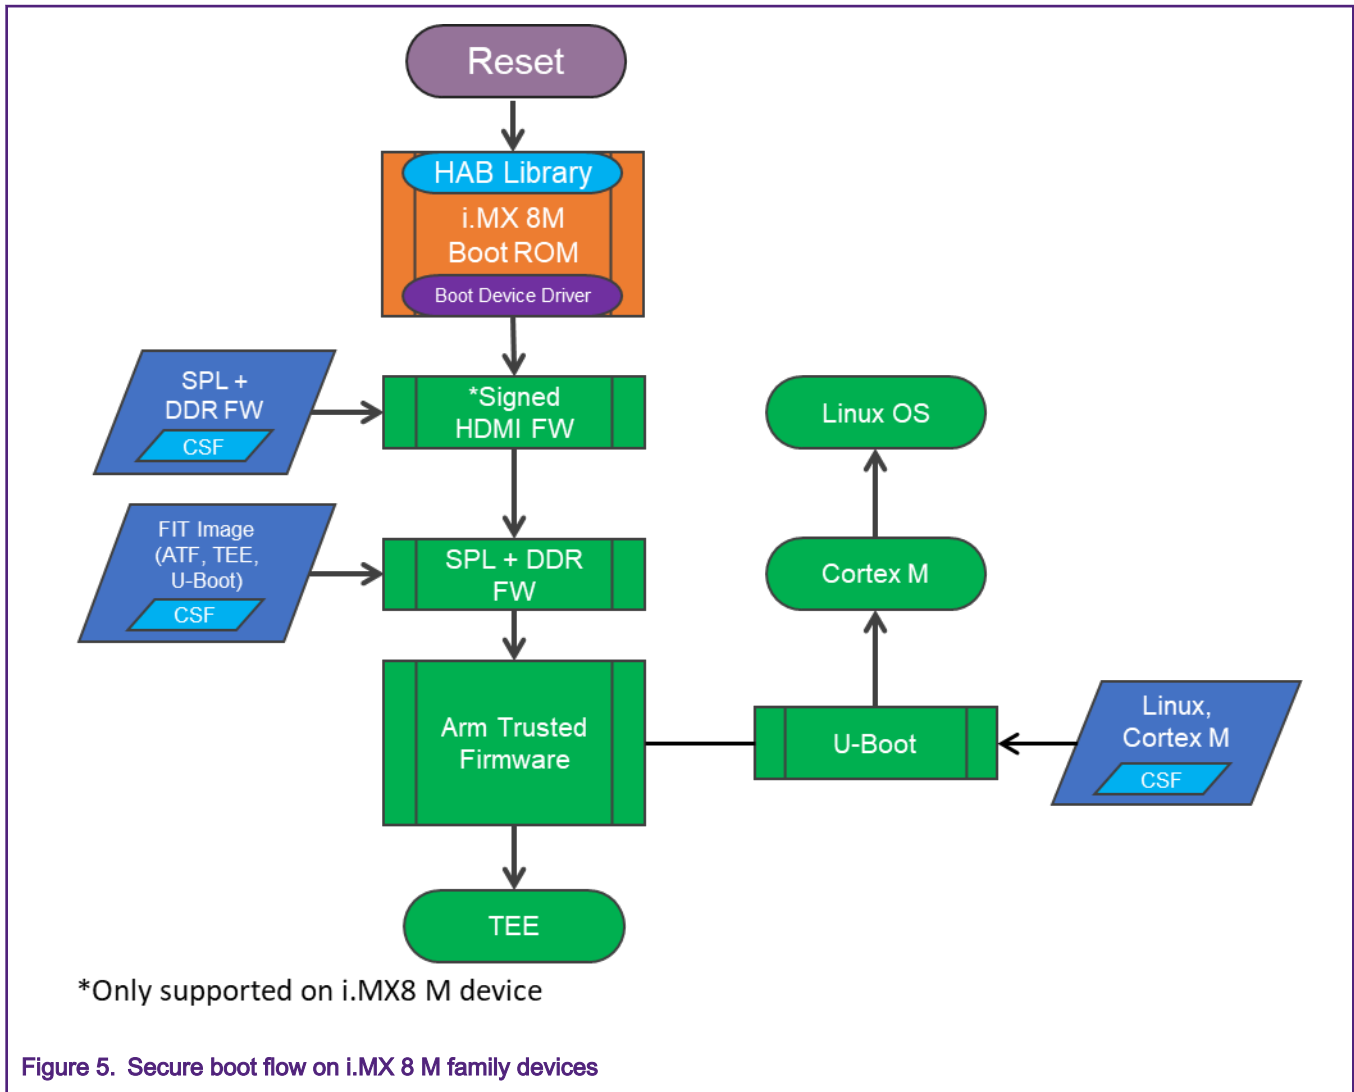 Reset
HAB Library
i.MX 8M
Boot ROM
Boot Device Driver
SPL +
DDR FW
CSF
*Signed
HDMI FW
Linux OS
FIT Image
(ATF, TEE,
U-Boot)
CSF
SPL + DDR
FW
Cortex M
Arm Trusted
Firmware
U-Boot
Linux,
Cortex M
CSF
TEE
*Only supported on i.MX8 M device
Figure 5. Secure boot flow on i.MX 8 M family devices